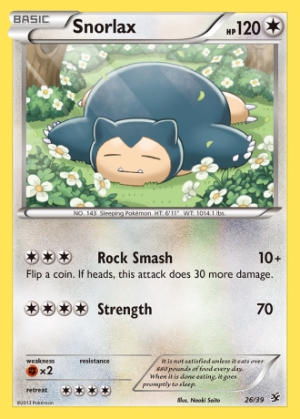 BASIC
Snorlax
HP 120
NO. 143 Sleeping Pokémon. HT: 6'11" WT: 1014.1 lbs.
Rock Smash 10+
Flip a coin. If heads, this attack does 30 more damage.
Strength 70
weakness resistance
×2
It is not satisfied unless it eats over
880 pounds of food every day.
When it is done eating, it goes
promptly to sleep.
retreat
©2013 Pokémon
Illus. Naoki Saito
26/39